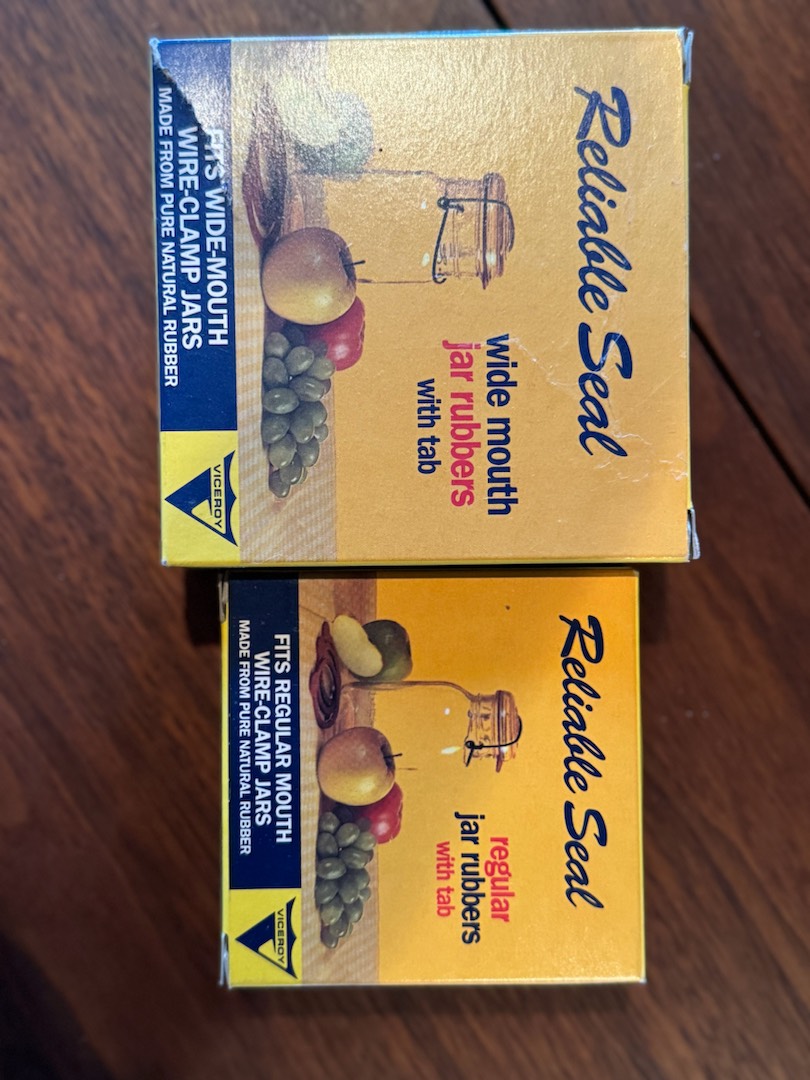 Reliable Seal
wide mouth
jar rubbers
with tab
FITS WIDE-MOUTH
WIRE-CLAMP JARS
MADE FROM PURE NATURAL RUBBER
VICEROY
Reliable Seal
regular
jar rubbers
with tab
FITS REGULAR MOUTH
WIRE-CLAMP JARS
MADE FROM PURE NATURAL RUBBER
VICEROY